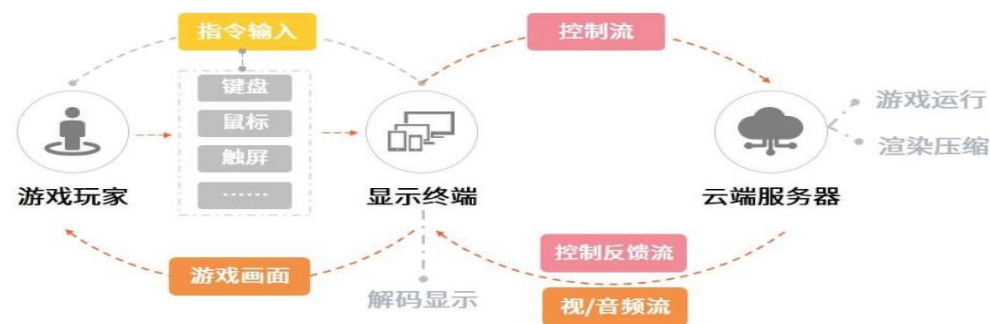 指令输入
控制流
键盘
鼠标
触屏
……
游戏运行
渲染压缩
游戏玩家
显示终端
云端服务器
控制反馈流
游戏画面
解码显示
视/音频流